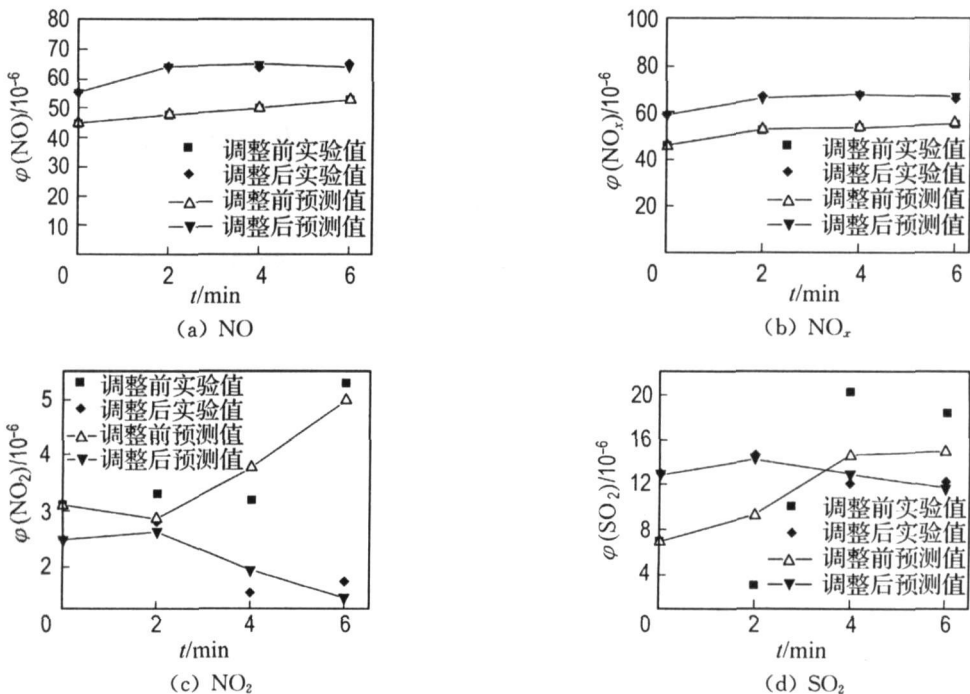 80
70
60
50
40
30
20
10
0
2
4
6
φ(NO)/10⁻⁶
调整前实验值
调整后实验值
调整前预测值
调整后预测值
t/min
(a) NO
100
80
60
40
20
0
2
4
6
φ(NOₓ)/10⁻⁶
调整前实验值
调整后实验值
调整前预测值
调整后预测值
t/min
(b) NOₓ
5
4
3
2
0
2
4
6
φ(NO₂)/10⁻⁶
调整前实验值
调整后实验值
调整前预测值
调整后预测值
t/min
(c) NO₂
20
16
12
8
4
0
2
4
6
φ(SO₂)/10⁻⁶
调整前实验值
调整后实验值
调整前预测值
调整后预测值
t/min
(d) SO₂